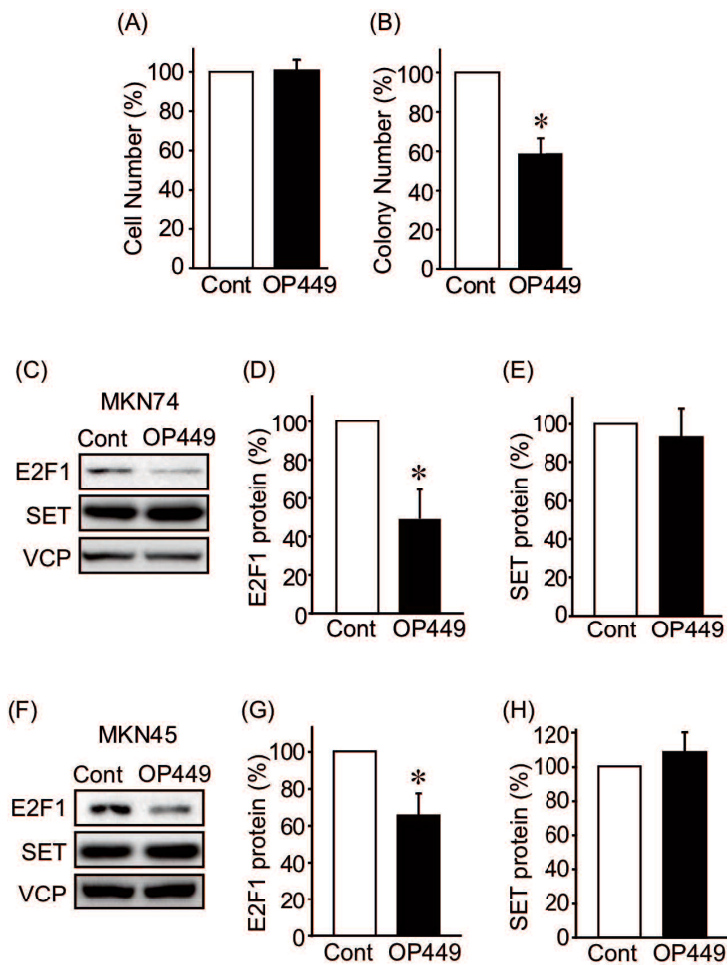 (A)
Cell Number (%)
100
80
60
40
20
0
Cont OP449
(B)
Colony Number (%)
100
80
60
40
20
0
*
Cont OP449
(C)
MKN74
Cont OP449
E2F1
SET
VCP
(D)
E2F1 protein (%)
100
80
60
40
20
0
*
Cont OP449
(E)
SET protein (%)
100
80
60
40
20
0
Cont OP449
(F)
MKN45
Cont OP449
E2F1
SET
VCP
(G)
E2F1 protein (%)
100
80
60
40
20
0
*
Cont OP449
(H)
SET protein (%)
120
100
80
60
40
20
0
Cont OP449